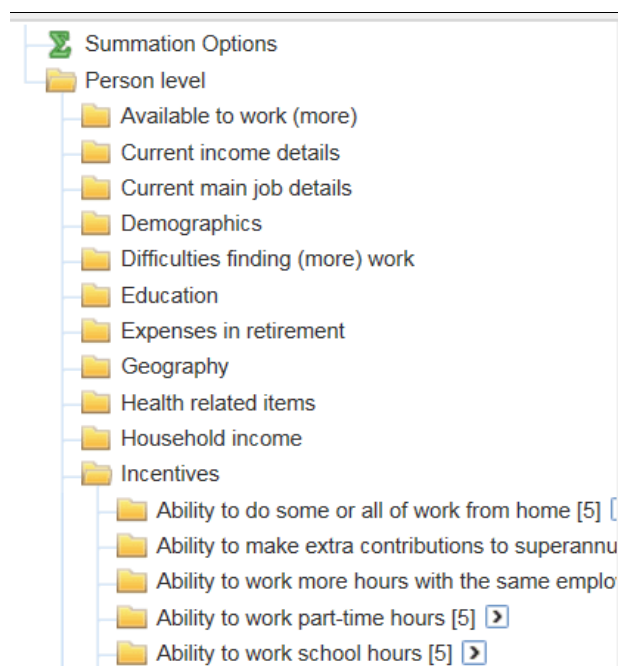 Summation Options
Person level
Available to work (more)
Current income details
Current main job details
Demographics
Difficulties finding (more) work
Education
Expenses in retirement
Geography
Health related items
Household income
Incentives
Ability to do some or all of work from home [5]
Ability to make extra contributions to superannu
Ability to work more hours with the same emplo
Ability to work part-time hours [5]
Ability to work school hours [5]